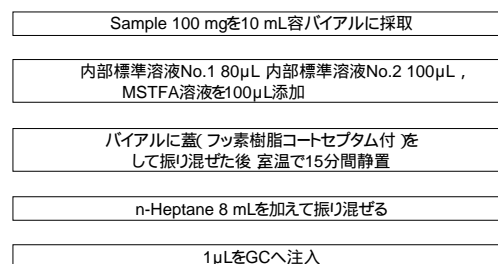 Sample 100 mgを10 mL容バイアルに採取
内部標準溶液No.1 80µL 内部標準溶液No.2 100µL ,
MSTFA溶液を100µL添加
バイアルに蓋( フッ素樹脂コートセプタム付 )を
して振り混ぜた後 室温で15分間静置
n-Heptane 8 mLを加えて振り混ぜる
1µLをGCへ注入